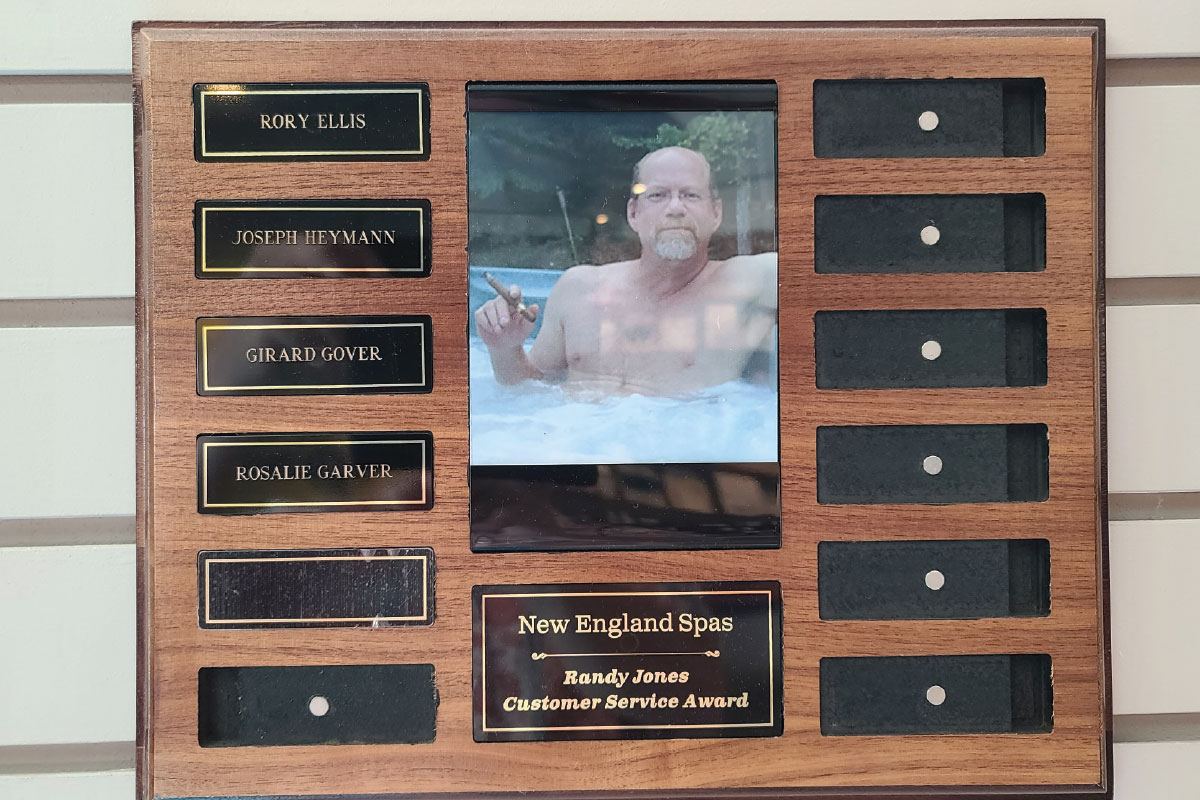 RORY ELLIS
JOSEPH HEYMANN
GIRARD GOVER
ROSALIE GARVER
New England Spas
Randy Jones
Customer Service Award